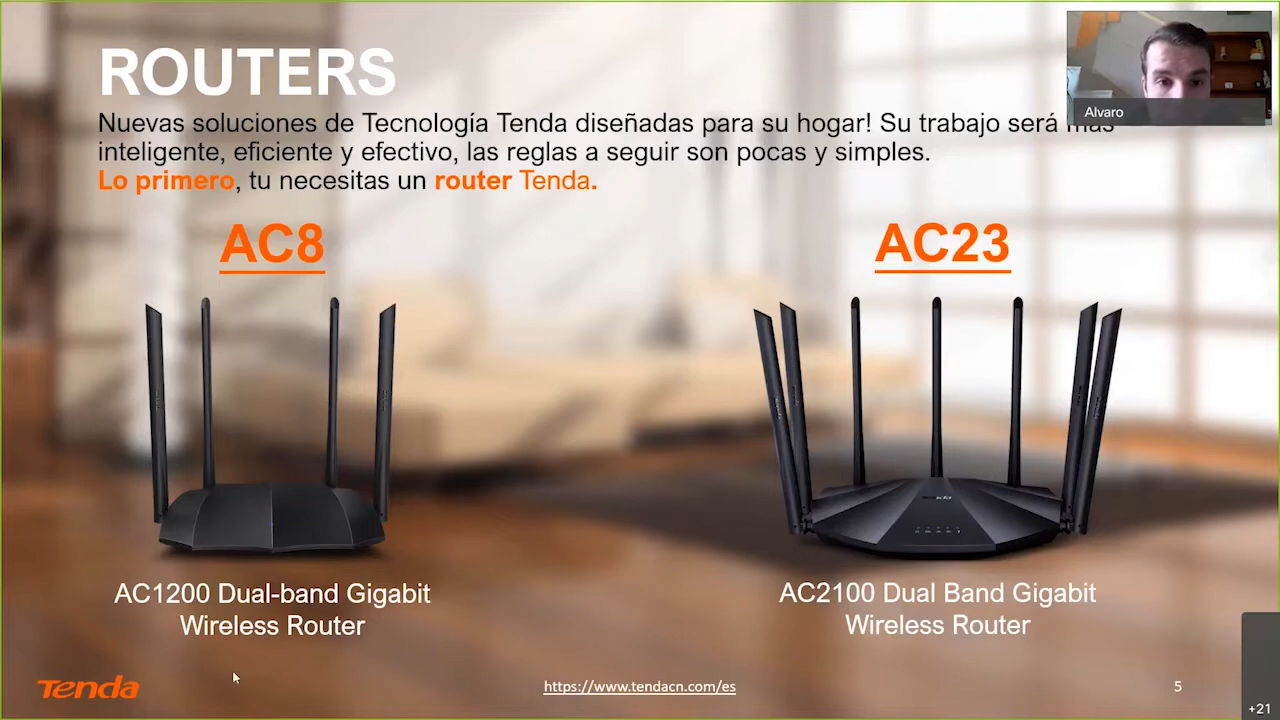 ROUTERS
Alvaro
Nuevas soluciones de Tecnología Tenda diseñadas para su hogar! Su trabajo será más
inteligente, eficiente y efectivo, las reglas a seguir son pocas y simples.
Lo primero, tu necesitas un router Tenda.
AC8
AC23
AC1200 Dual-band Gigabit
Wireless Router
AC2100 Dual Band Gigabit
Wireless Router
Tenda
https://www.tendacn.com/es
5
+21